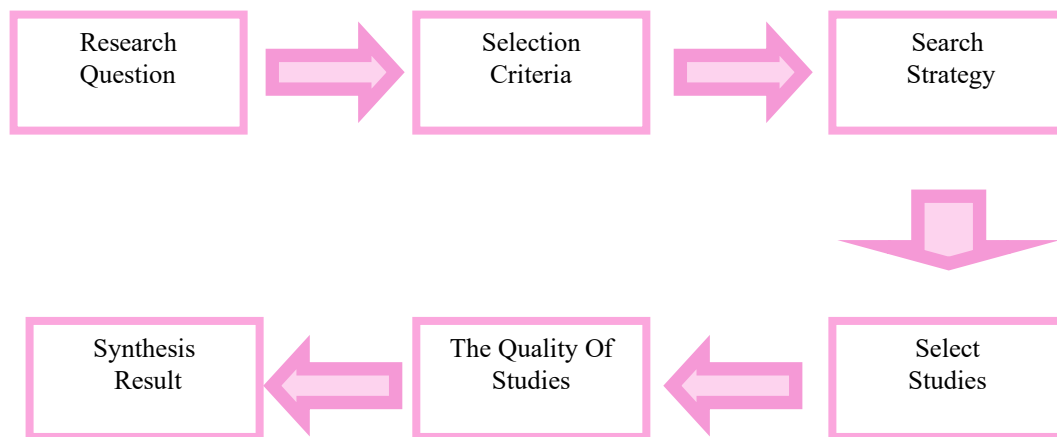 Research
Question
Selection
Criteria
Search
Strategy
Select
Studies
The Quality Of
Studies
Synthesis
Result